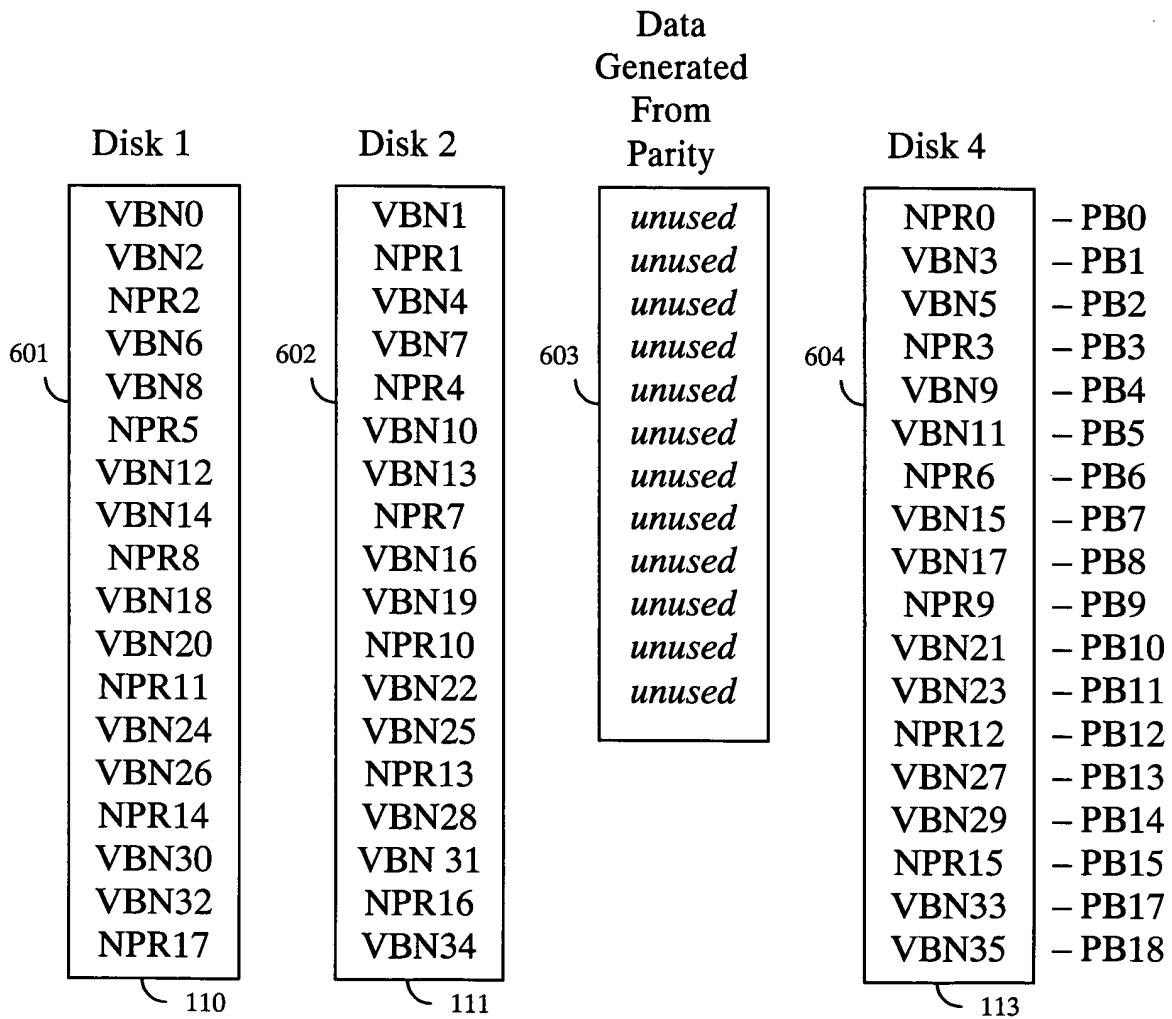 Data
Generated
From
Parity
Disk 1 Disk 2 Disk 4
VBN0 VBN1 unused NPR0 – PB0
VBN2 NPR1 unused VBN3 – PB1
NPR2 VBN4 unused VBN5 – PB2
601 VBN6 602 VBN7 603 unused 604 NPR3 – PB3
VBN8 NPR4 unused VBN9 – PB4
NPR5 VBN10 unused VBN11 – PB5
VBN12 VBN13 unused NPR6 – PB6
VBN14 NPR7 unused VBN15 – PB7
NPR8 VBN16 unused VBN17 – PB8
VBN18 VBN19 unused NPR9 – PB9
VBN20 NPR10 unused VBN21 – PB10
NPR11 VBN22 unused VBN23 – PB11
VBN24 VBN25 NPR12 – PB12
VBN26 NPR13 VBN27 – PB13
NPR14 VBN28 VBN29 – PB14
VBN30 VBN 31 NPR15 – PB15
VBN32 NPR16 VBN33 – PB17
NPR17 VBN34 VBN35 – PB18
110 111 113